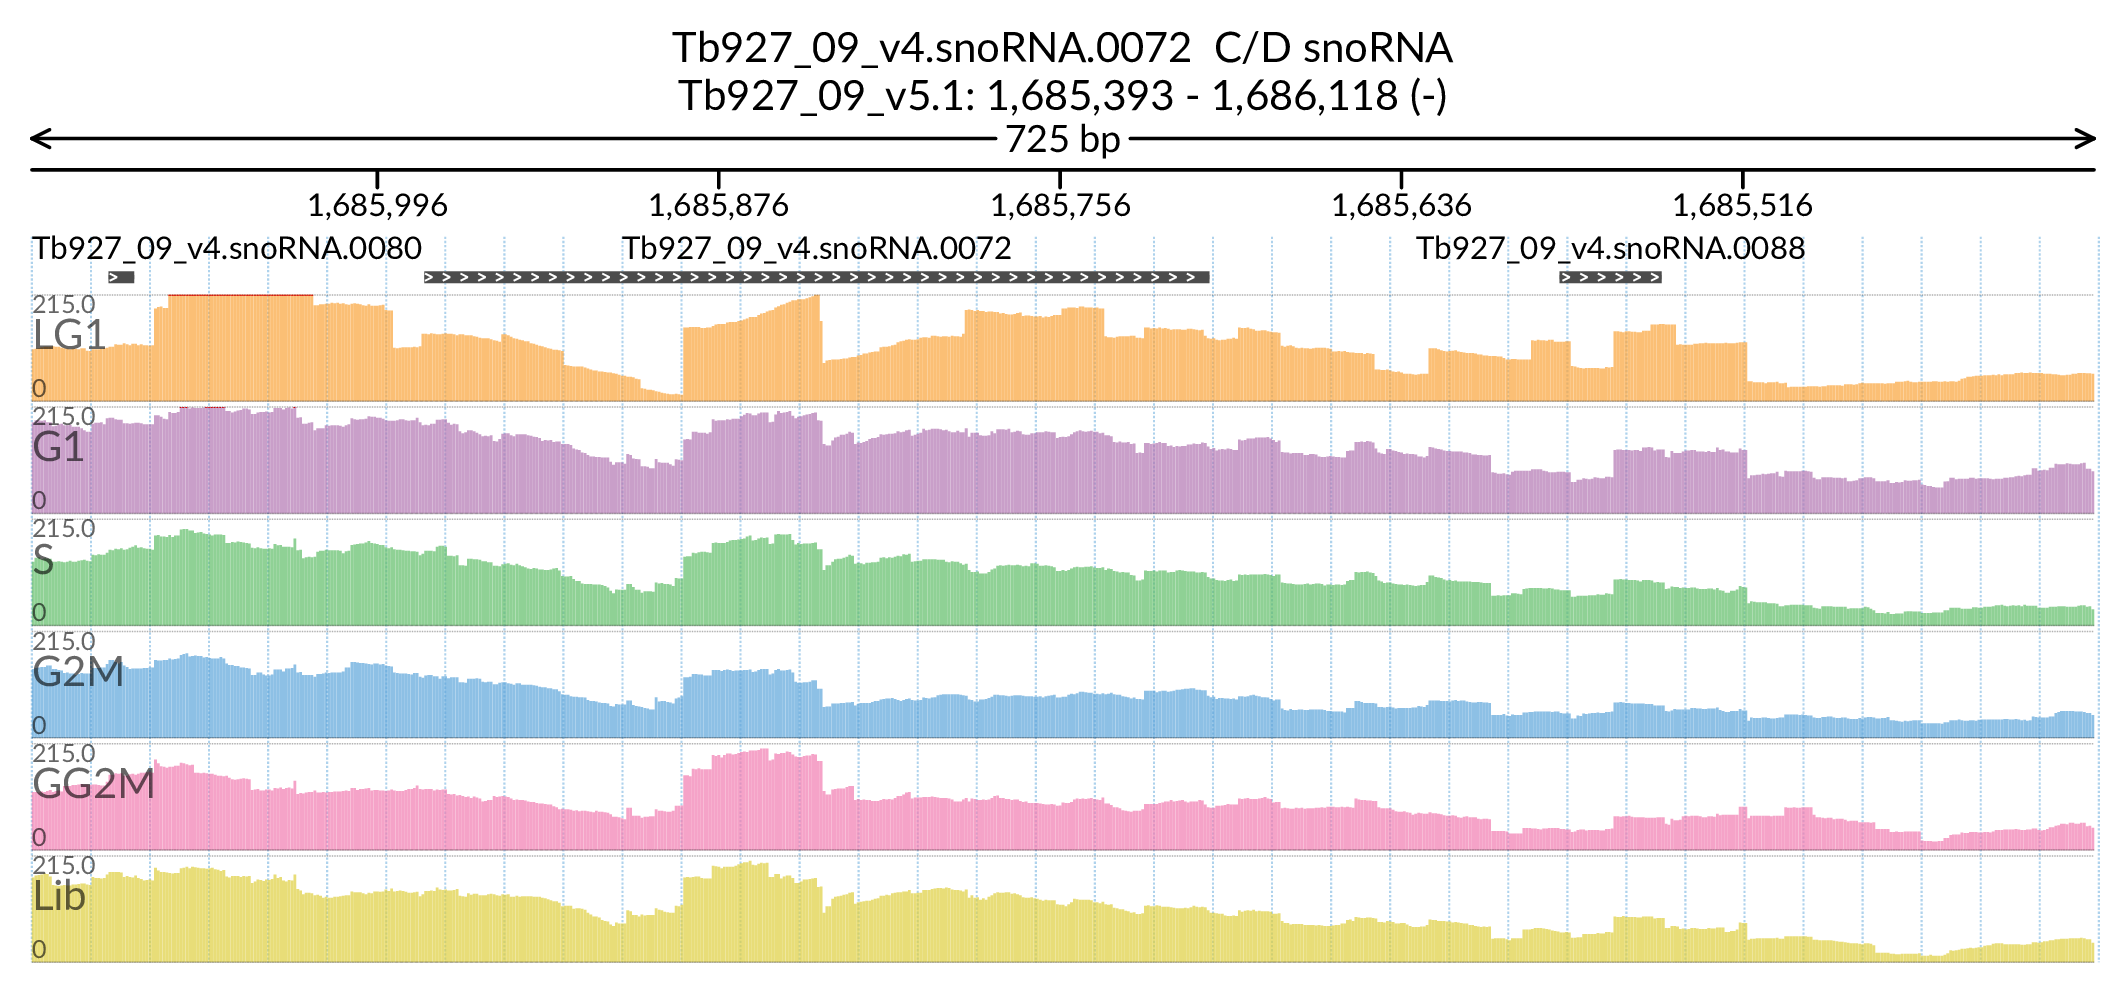 Tb927_09_v4.snoRNA.0072  C/D snoRNA
Tb927_09_v5.1: 1,685,393 - 1,686,118 (-)
725 bp
1,685,996 1,685,876 1,685,756 1,685,636 1,685,516
Tb927_09_v4.snoRNA.0080 Tb927_09_v4.snoRNA.0072 Tb927_09_v4.snoRNA.0088
215.0
LG1
0
215.0
G1
0
215.0
S
0
215.0
G2M
0
215.0
GG2M
0
215.0
Lib
0